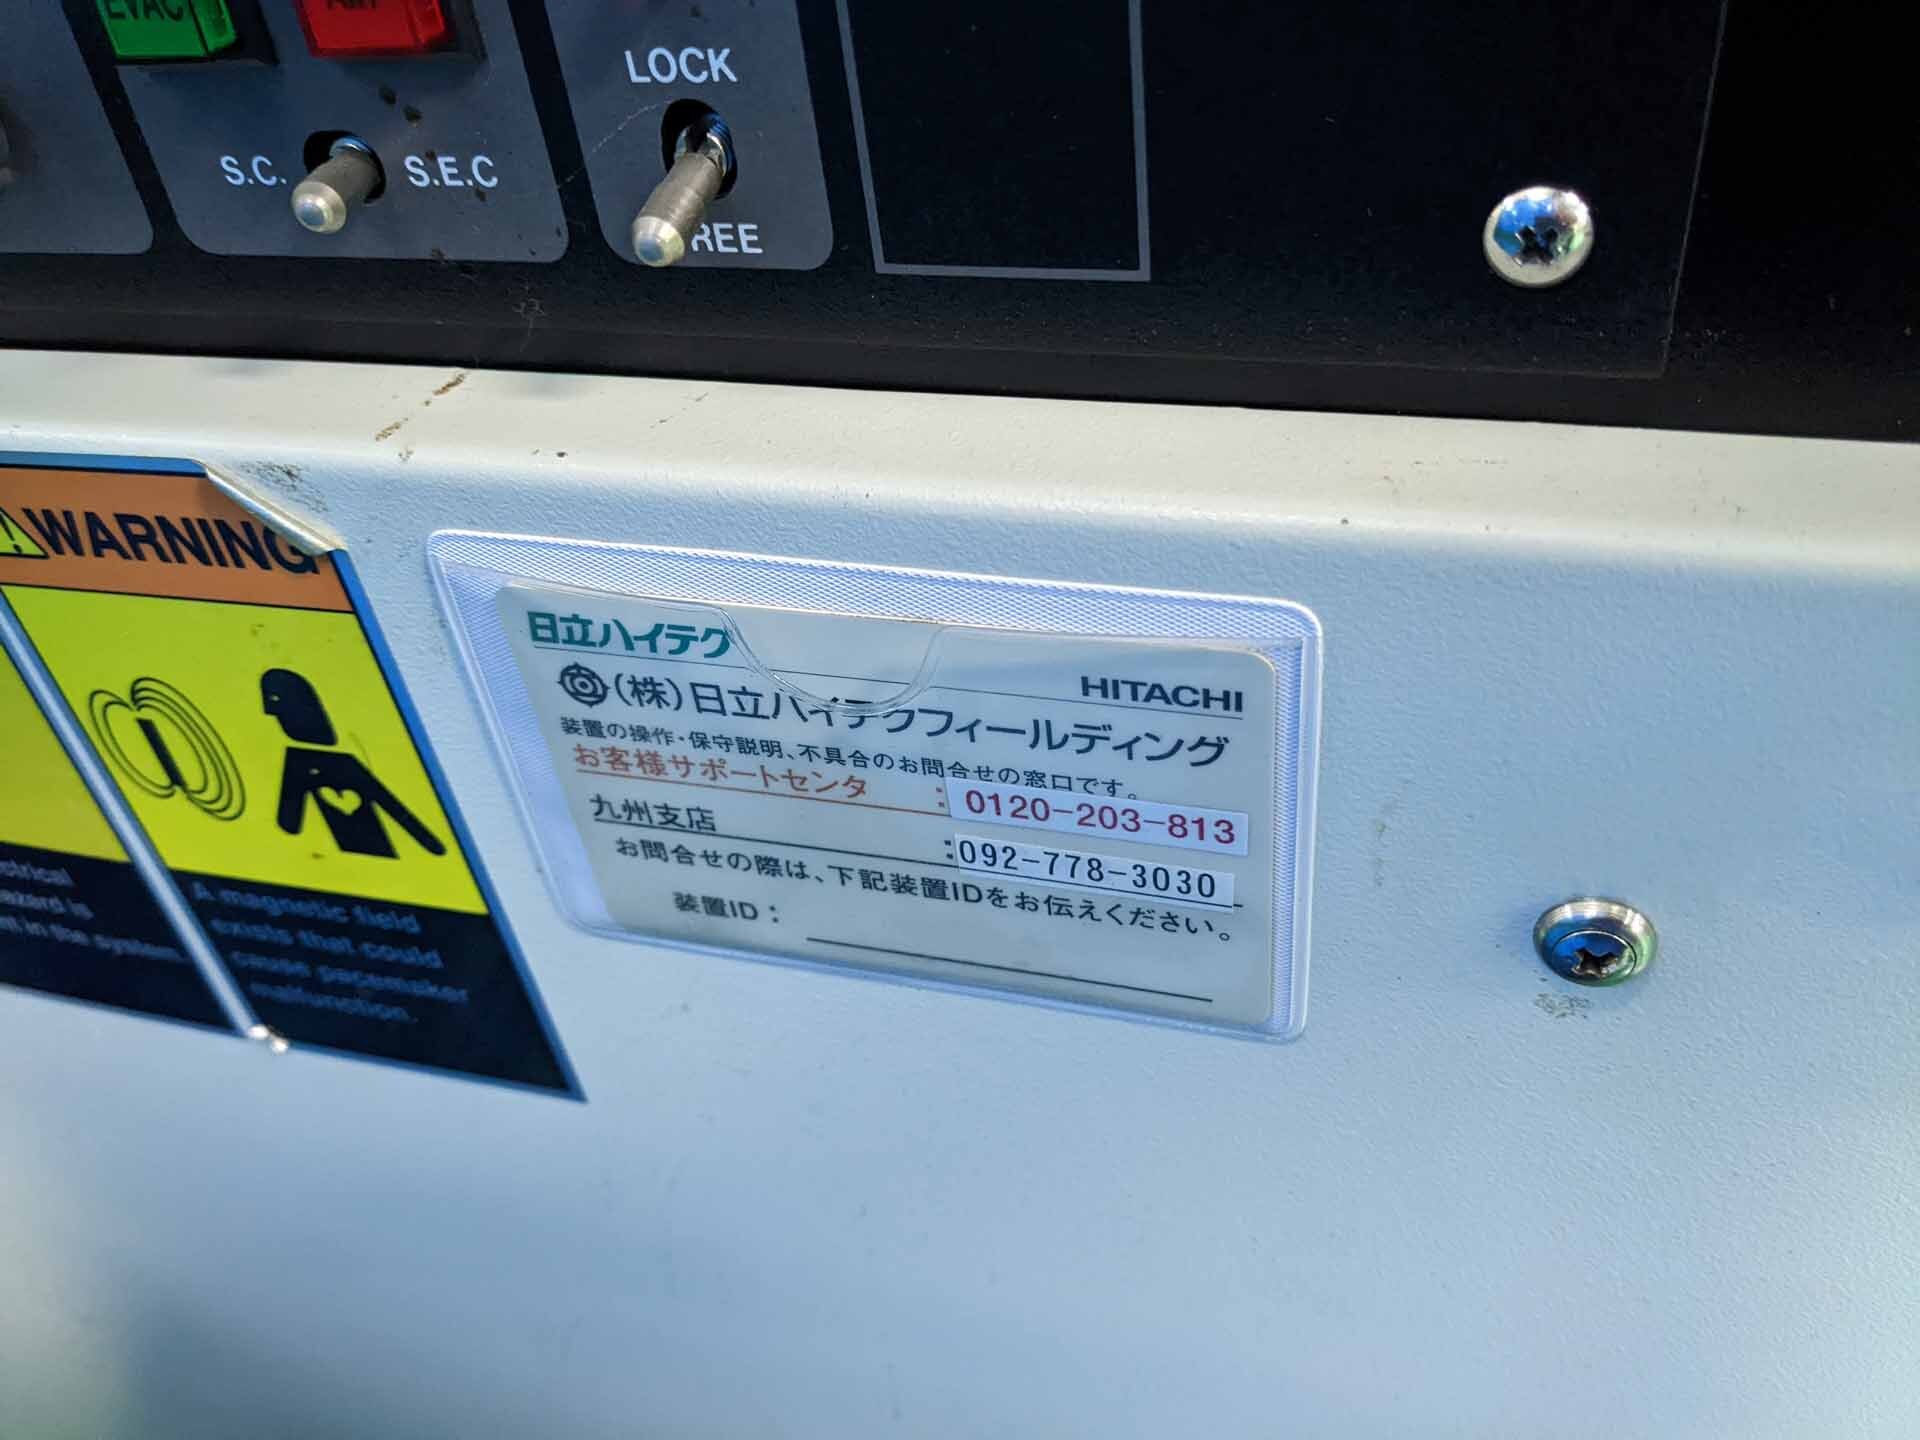 EVAC
AIR
LOCK
S.C.
S.E.C
REE
WARNING
A magnetic field
exists that could
cause pacemaker
malfunction.
日立ハイテク
HITACHI
(株)日立ハイテクフィールディング
装置の操作・保守説明、不具合のお問合せの窓口です。
お客様サポートセンタ : 0120-203-813
九州支店 : 092-778-3030
お問合せの際は、下記装置IDをお伝えください。
装置ID: